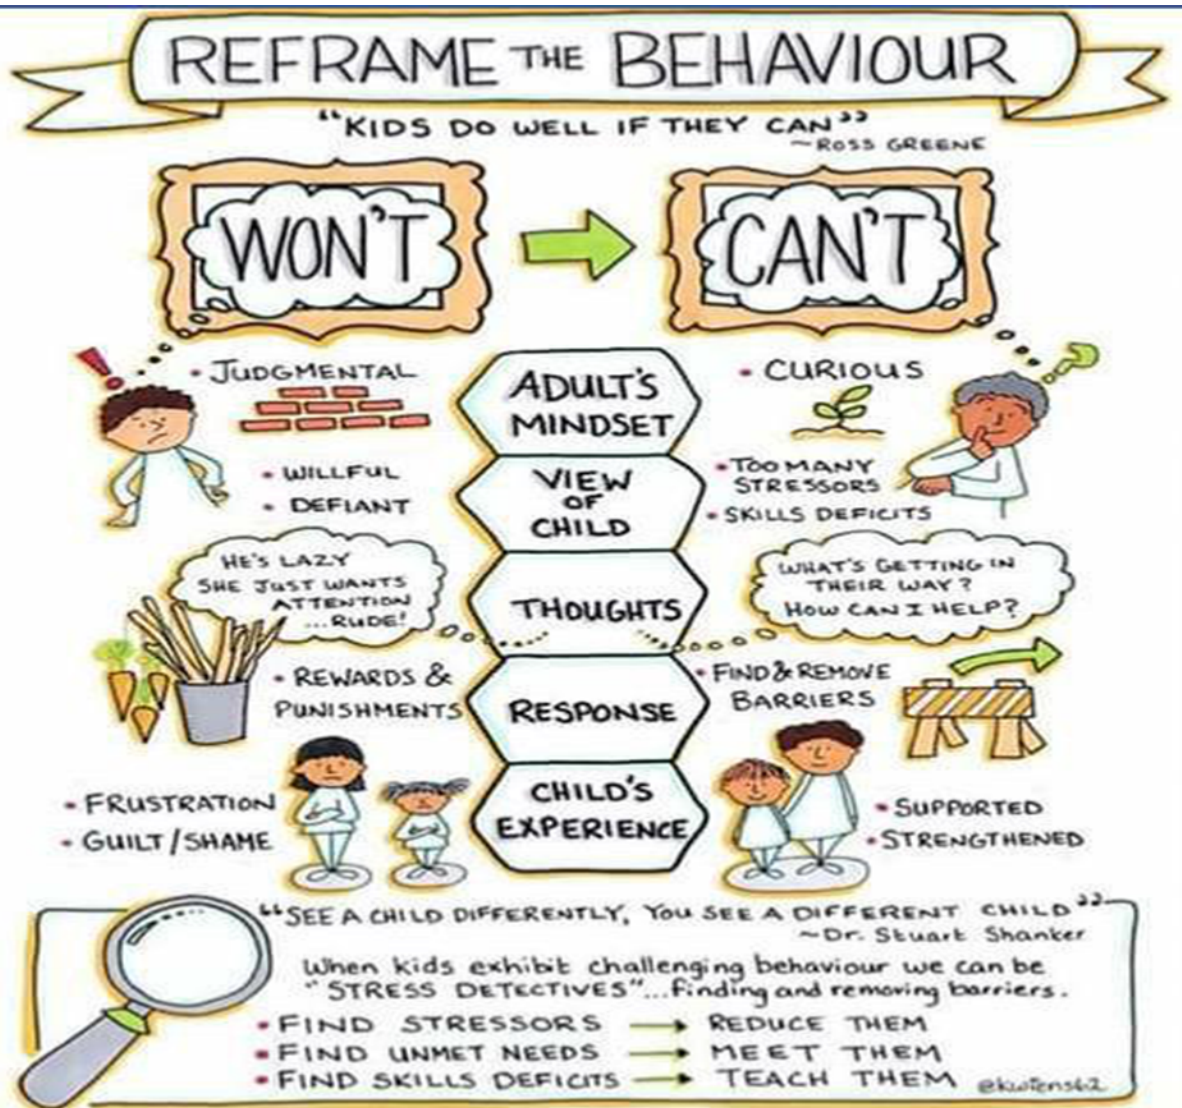 REFRAME THE BEHAVIOUR
"KIDS DO WELL IF THEY CAN"
~ROSS GREENE
WON'T
CAN'T
• JUDGMENTAL
ADULT'S
MINDSET
• CURIOUS
• WILLFUL
• DEFIANT
VIEW
OF
CHILD
• TOO MANY
STRESSORS
• SKILLS DEFICITS
HE'S LAZY
SHE JUST WANTS
ATTENTION
...RUDE!
THOUGHTS
WHAT'S GETTING IN
THEIR WAY?
HOW CAN I HELP?
• REWARDS &
PUNISHMENTS
RESPONSE
• FIND & REMOVE
BARRIERS
• FRUSTRATION
• GUILT/SHAME
CHILD'S
EXPERIENCE
• SUPPORTED
• STRENGTHENED
"SEE A CHILD DIFFERENTLY, YOU SEE A DIFFERENT CHILD"
~Dr. Stuart Shanker
When kids exhibit challenging behaviour we can be
"STRESS DETECTIVES"...finding and removing barriers.
• FIND STRESSORS → REDUCE THEM
• FIND UNMET NEEDS → MEET THEM
• FIND SKILLS DEFICITS → TEACH THEM
@kwiens62